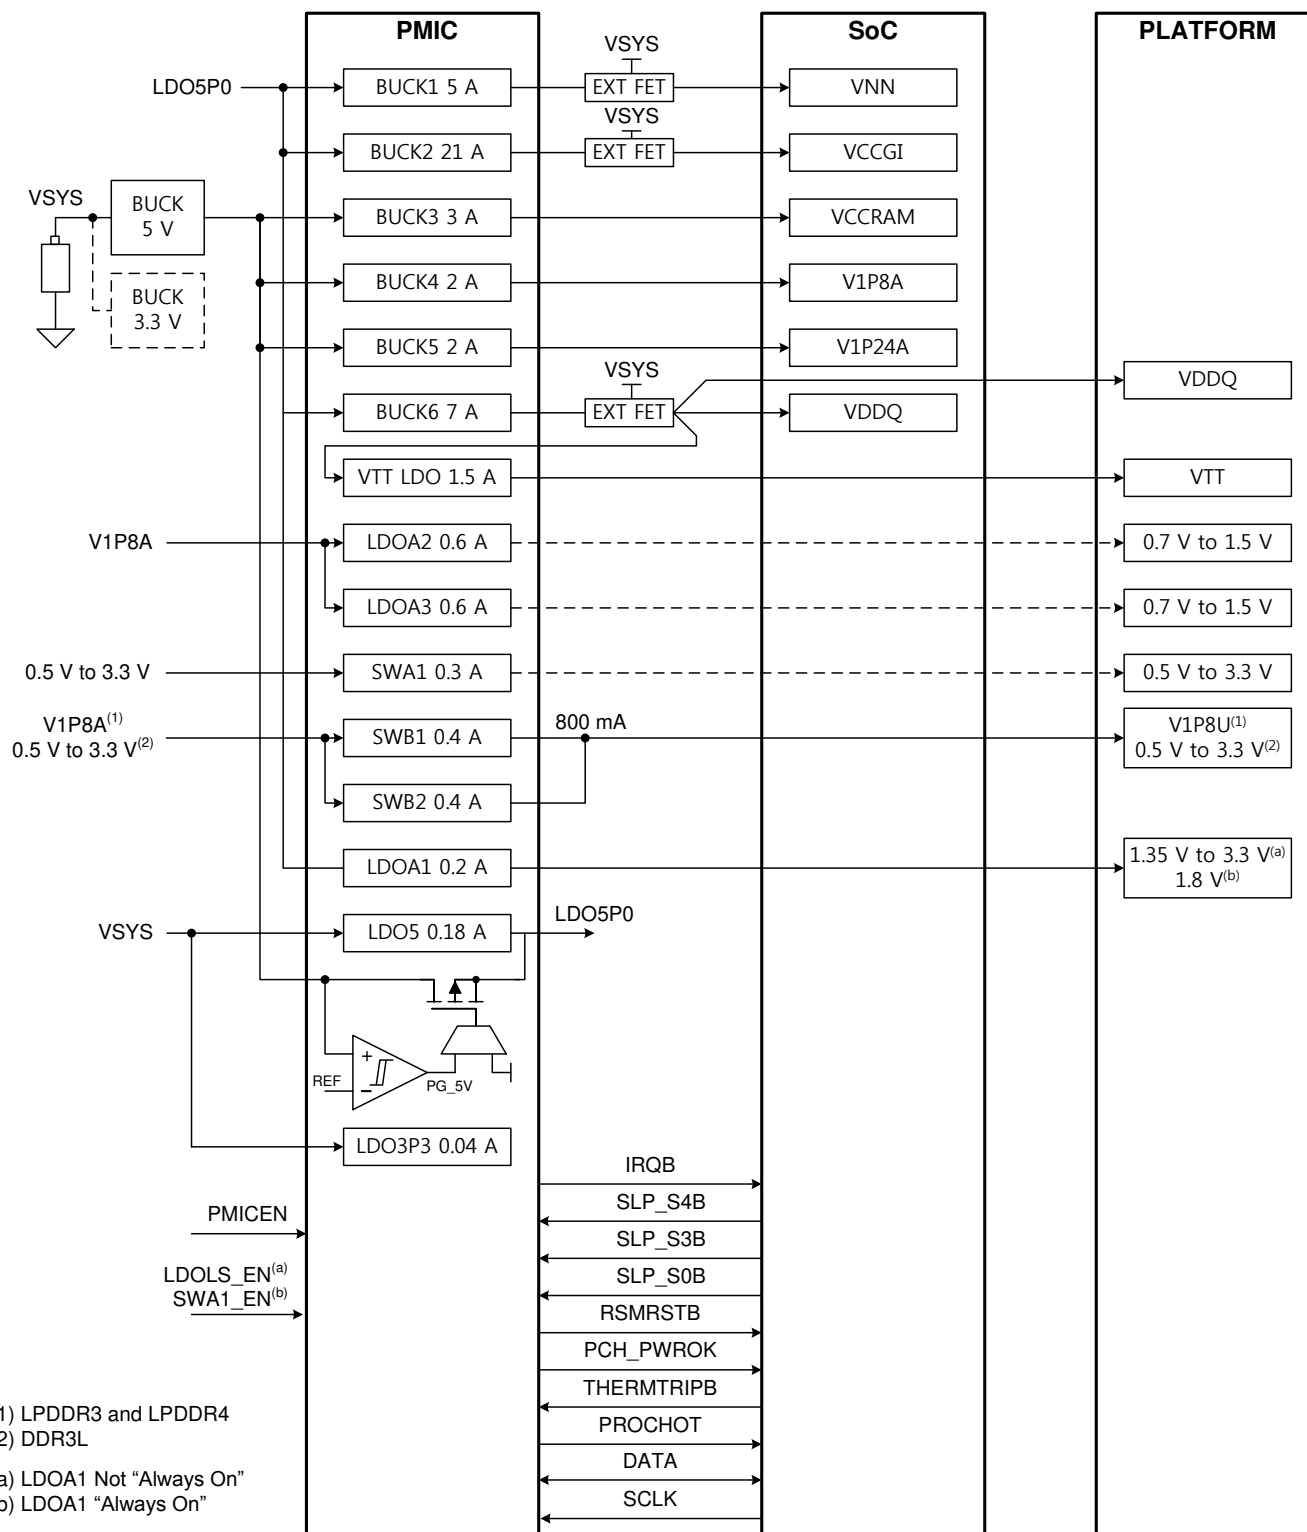 PMIC
SoC
PLATFORM
LDO5P0
BUCK1 5 A
VSYS
EXT FET
VNN
BUCK2 21 A
VSYS
EXT FET
VCCGI
VSYS
BUCK
5 V
BUCK
3.3 V
BUCK3 3 A
VCCRAM
BUCK4 2 A
V1P8A
BUCK5 2 A
V1P24A
BUCK6 7 A
VSYS
EXT FET
VDDQ
VDDQ
VTT LDO 1.5 A
VTT
V1P8A
LDOA2 0.6 A
0.7 V to 1.5 V
LDOA3 0.6 A
0.7 V to 1.5 V
0.5 V to 3.3 V
SWA1 0.3 A
0.5 V to 3.3 V
V1P8A(1)
0.5 V to 3.3 V(2)
SWB1 0.4 A
800 mA
V1P8U(1)
0.5 V to 3.3 V(2)
SWB2 0.4 A
LDOA1 0.2 A
1.35 V to 3.3 V(a)
1.8 V(b)
VSYS
LDO5 0.18 A
LDO5P0
+
REF
−
PG_5V
LDO3P3 0.04 A
IRQB
SLP_S4B
PMICEN
SLP_S3B
LDOLS_EN(a)
SWA1_EN(b)
SLP_S0B
RSMRSTB
PCH_PWROK
THERMTRIPB
PROCHOT
DATA
SCLK
1) LPDDR3 and LPDDR4
2) DDR3L
a) LDOA1 Not “Always On”
b) LDOA1 “Always On”